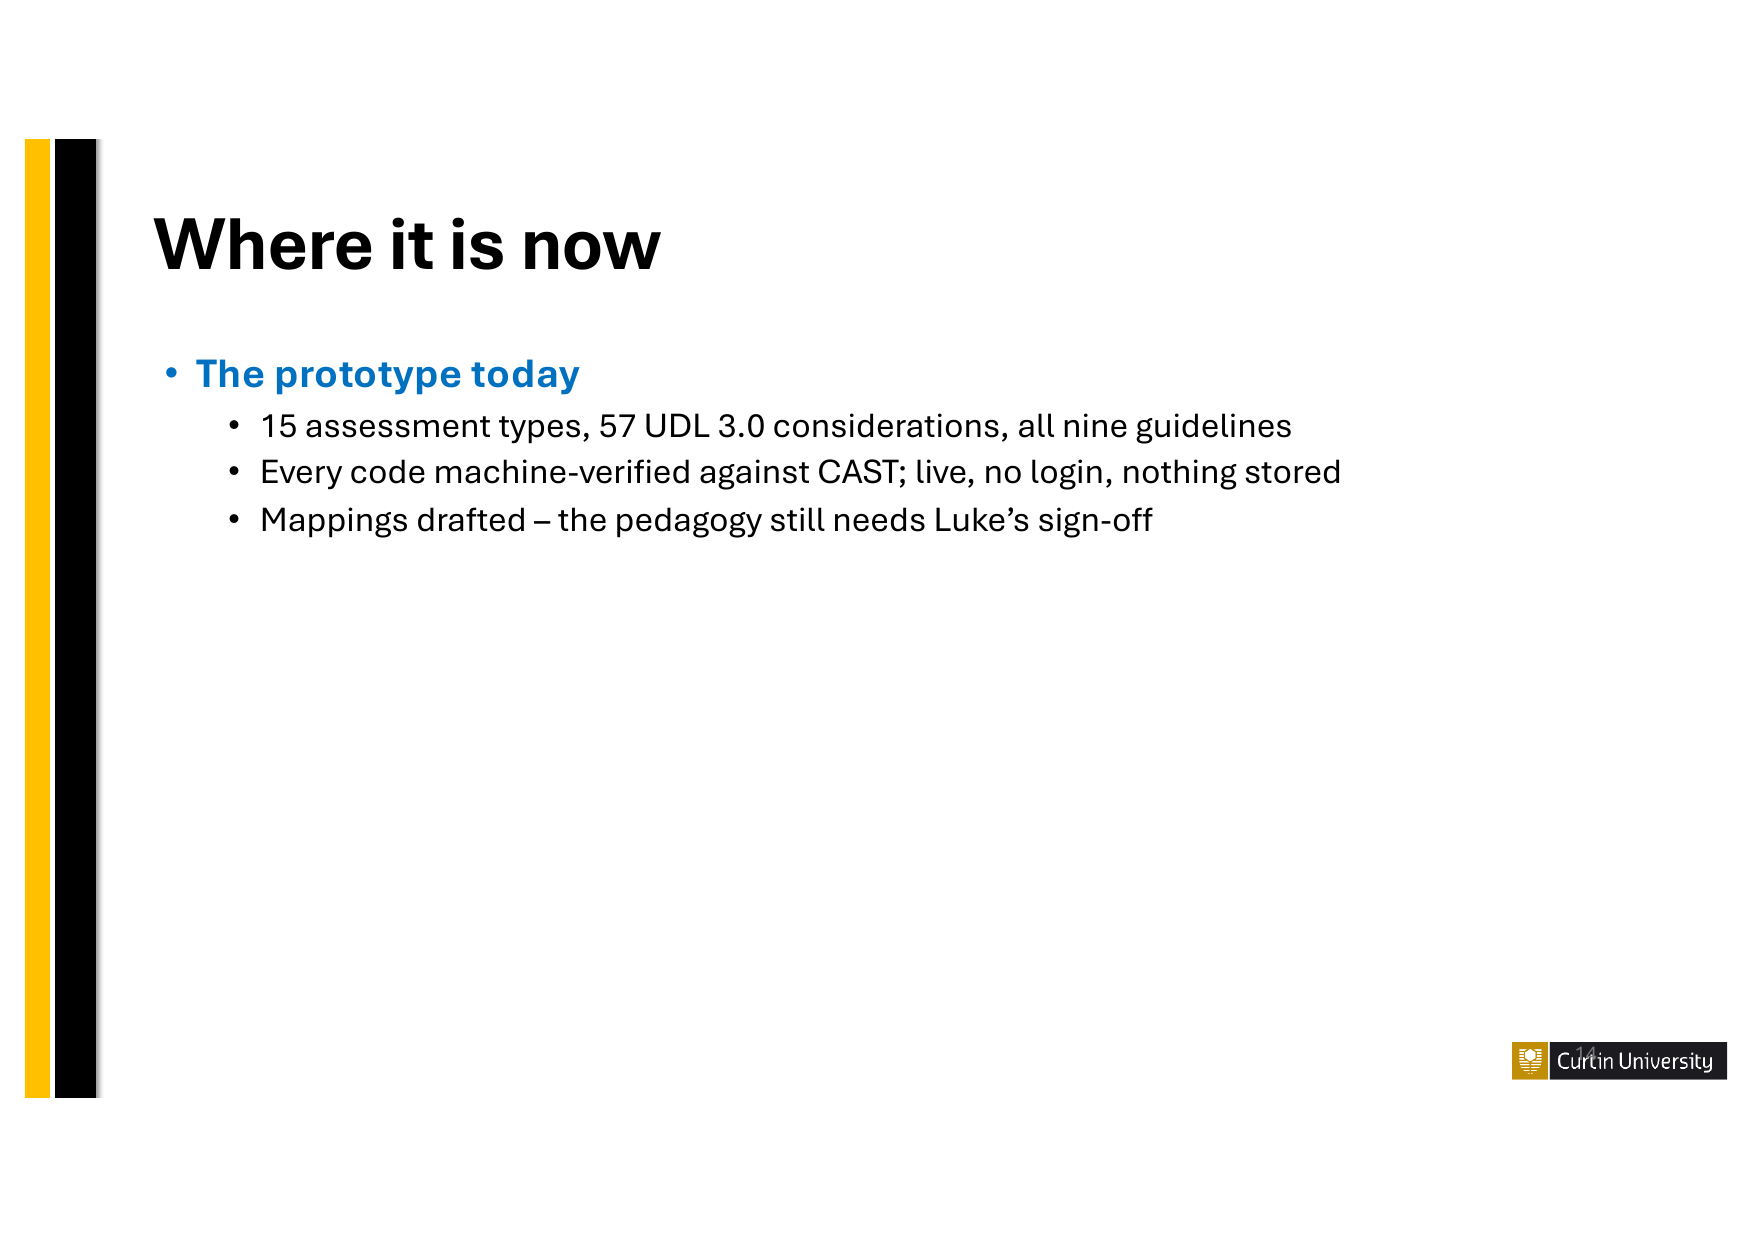 Where it is now
• The prototype today
• 15 assessment types, 57 UDL 3.0 considerations, all nine guidelines
• Every code machine-verified against CAST; live, no login, nothing stored
• Mappings drafted – the pedagogy still needs Luke’s sign-off
14
Curtin University